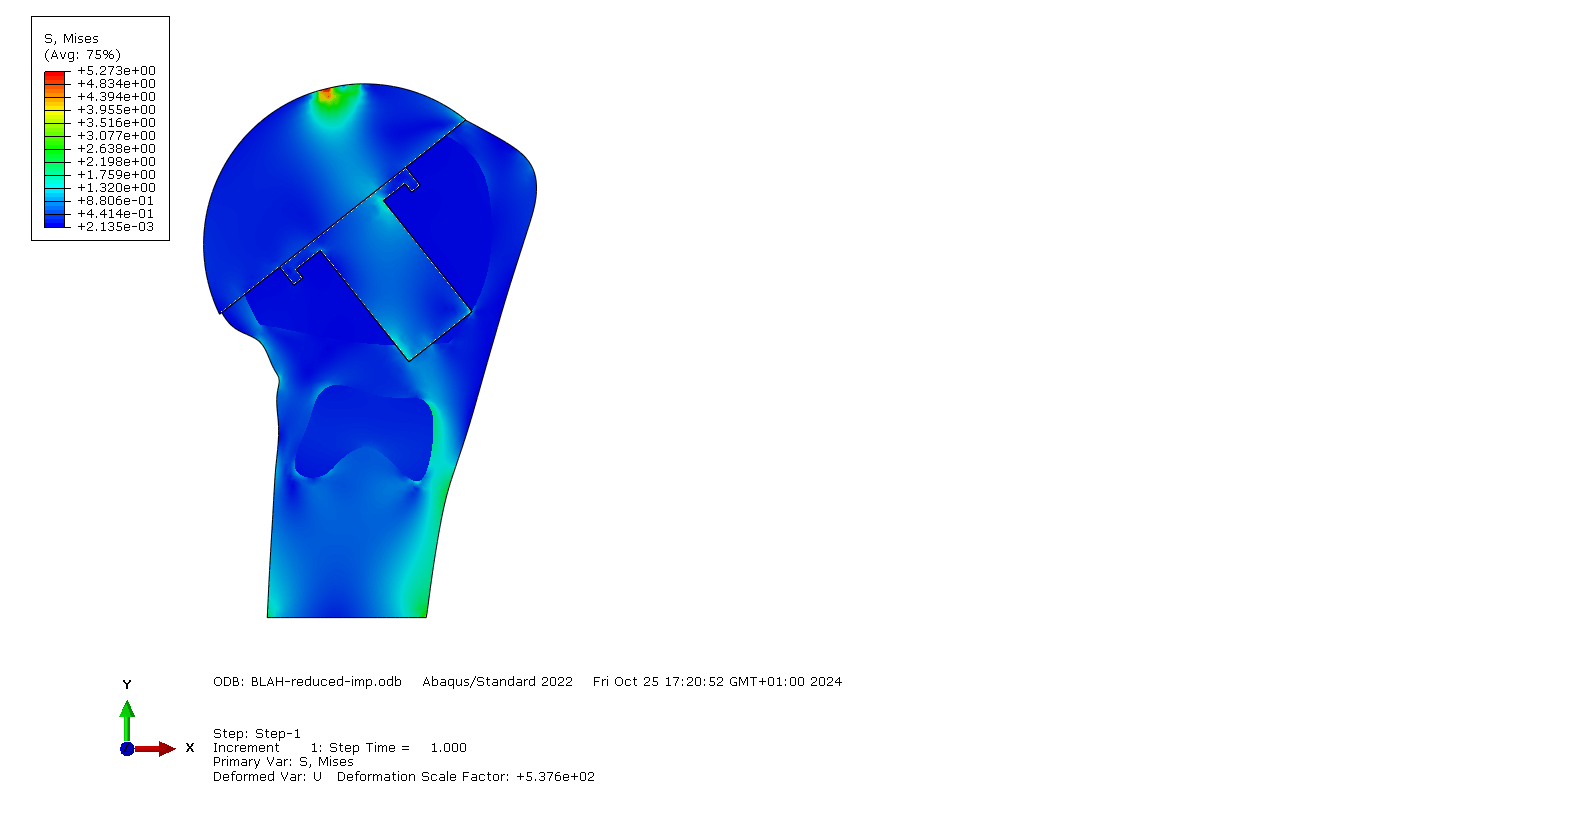 S, Mises
(Avg: 75%)
+5.273e+00
+4.834e+00
+4.394e+00
+3.955e+00
+3.516e+00
+3.077e+00
+2.638e+00
+2.198e+00
+1.759e+00
+1.320e+00
+8.806e-01
+4.414e-01
+2.135e-03
Y
X
ODB: BLAH-reduced-imp.odb Abaqus/Standard 2022 Fri Oct 25 17:20:52 GMT+01:00 2024
Step: Step-1
Increment 1: Step Time = 1.000
Primary Var: S, Mises
Deformed Var: U Deformation Scale Factor: +5.376e+02